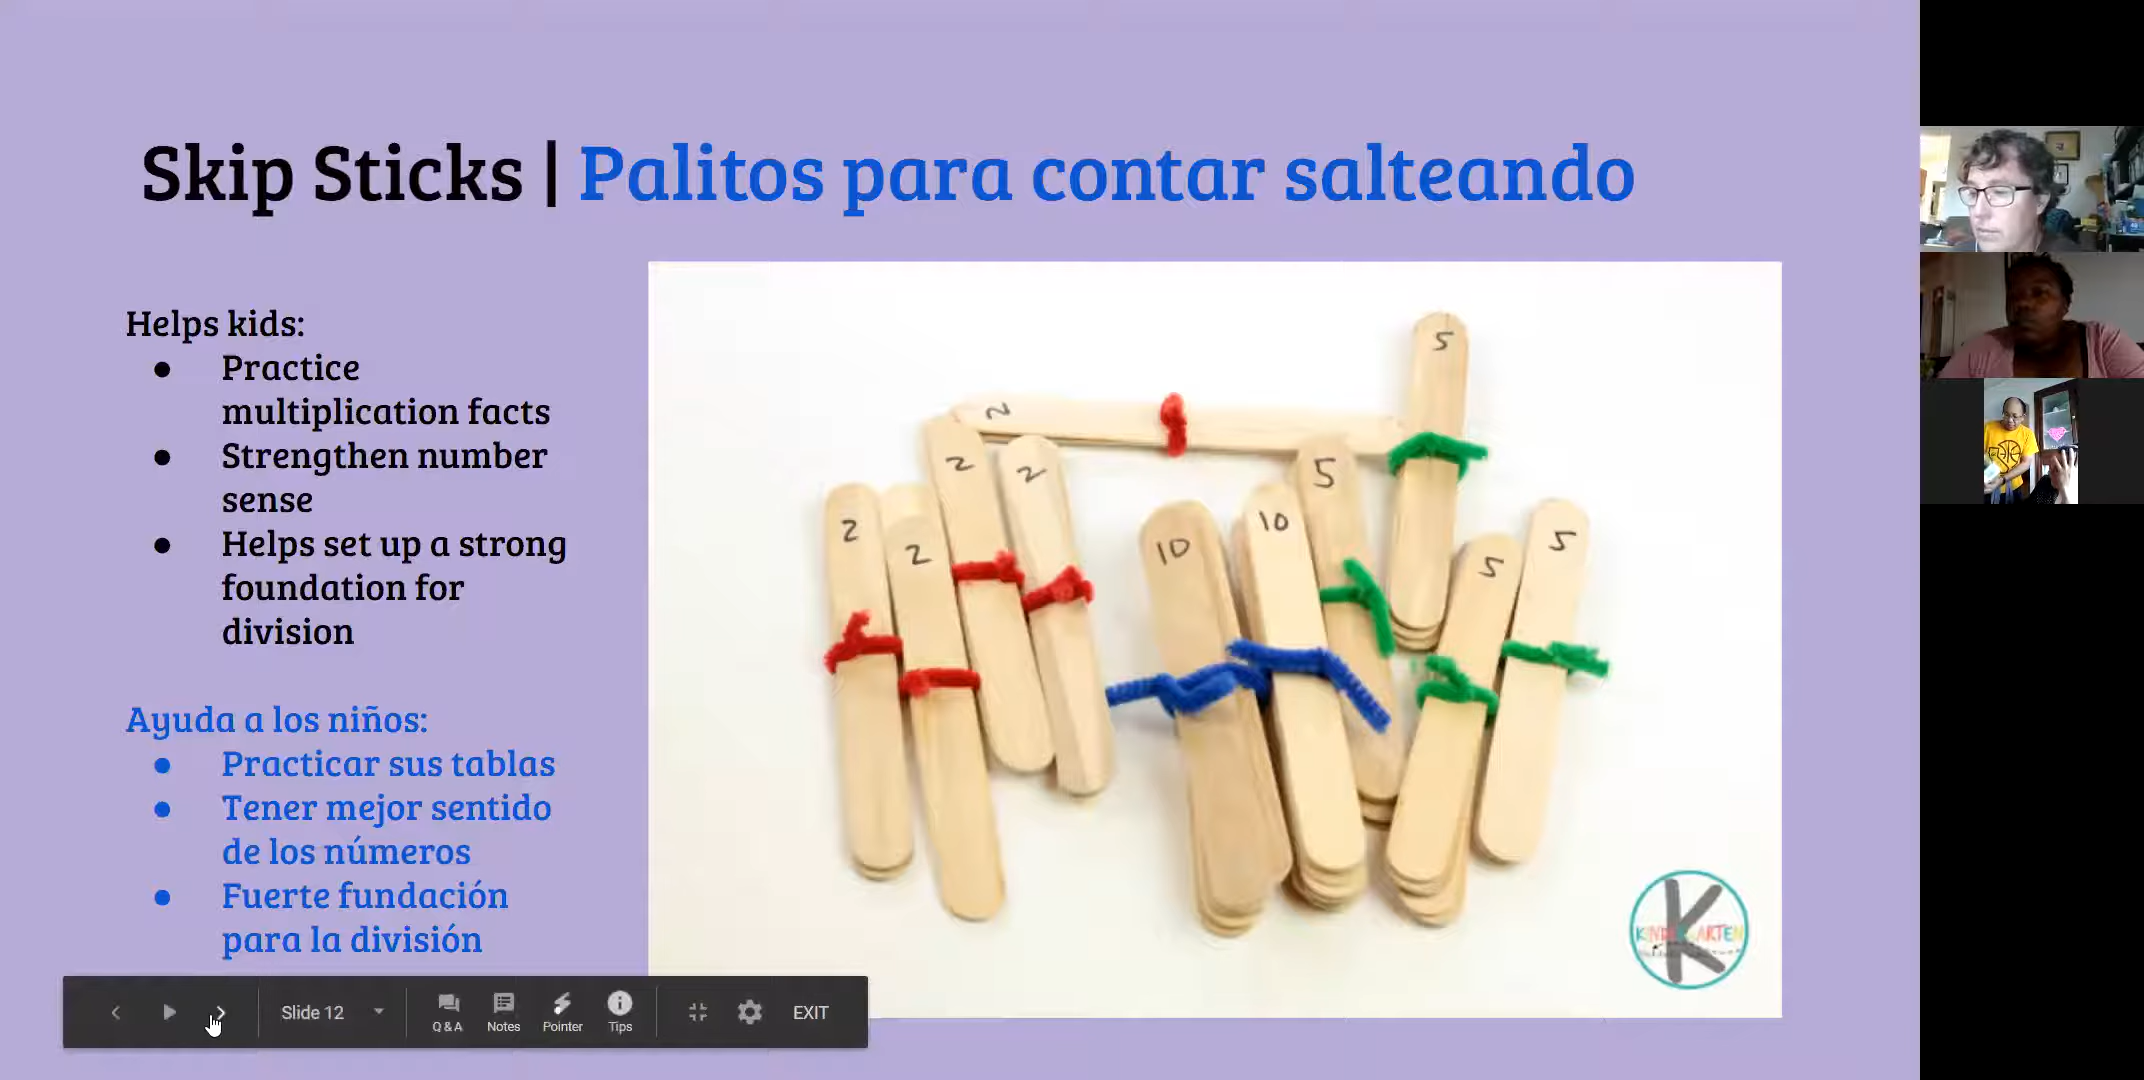 Skip Sticks | Palitos para contar salteando
Helps kids:
● Practice
multiplication facts
● Strengthen number
sense
● Helps set up a strong
foundation for
division
Ayuda a los niños:
● Practicar sus tablas
● Tener mejor sentido
de los números
● Fuerte fundación
para la división
5
2
2
2
5
2
2
10
10
5
5
K
Slide 12
Q & A
Notes
Pointer
Tips
EXIT